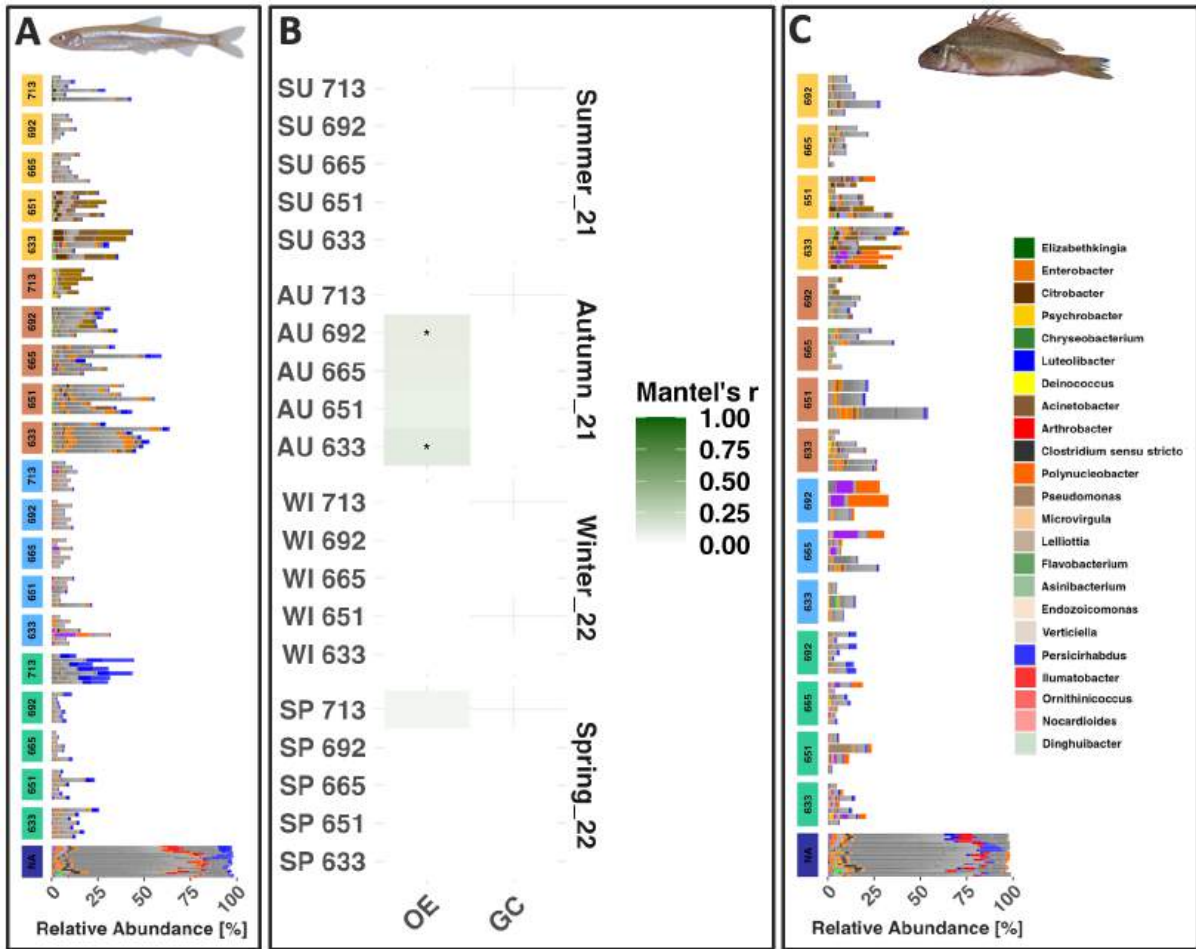 A
713
692
665
651
633
713
692
665
651
633
713
692
665
651
633
713
692
665
651
633
NA
0
25
50
75
100
Relative Abundance [%]
B
SU 713
SU 692
SU 665
SU 651
SU 633
Summer_21
AU 713
AU 692
*
AU 665
AU 651
AU 633
*
Autumn_21
WI 713
WI 692
WI 665
WI 651
WI 633
Winter_22
SP 713
SP 692
SP 665
SP 651
SP 633
Spring_22
OE
GC
Mantel's r
1.00
0.75
0.50
0.25
0.00
C
692
665
651
633
692
665
651
633
692
665
633
692
665
651
633
NA
0
25
50
75
100
Relative Abundance [%]
Elizabethkingia
Enterobacter
Citrobacter
Psychrobacter
Chryseobacterium
Luteolibacter
Deinococcus
Acinetobacter
Arthrobacter
Clostridium sensu stricto
Polynucleobacter
Pseudomonas
Microvirgula
Lelliottia
Flavobacterium
Asinibacterium
Endozoicomonas
Verticiella
Persicirhabdus
Ilumatobacter
Ornithinicoccus
Nocardioides
Dinghuibacter